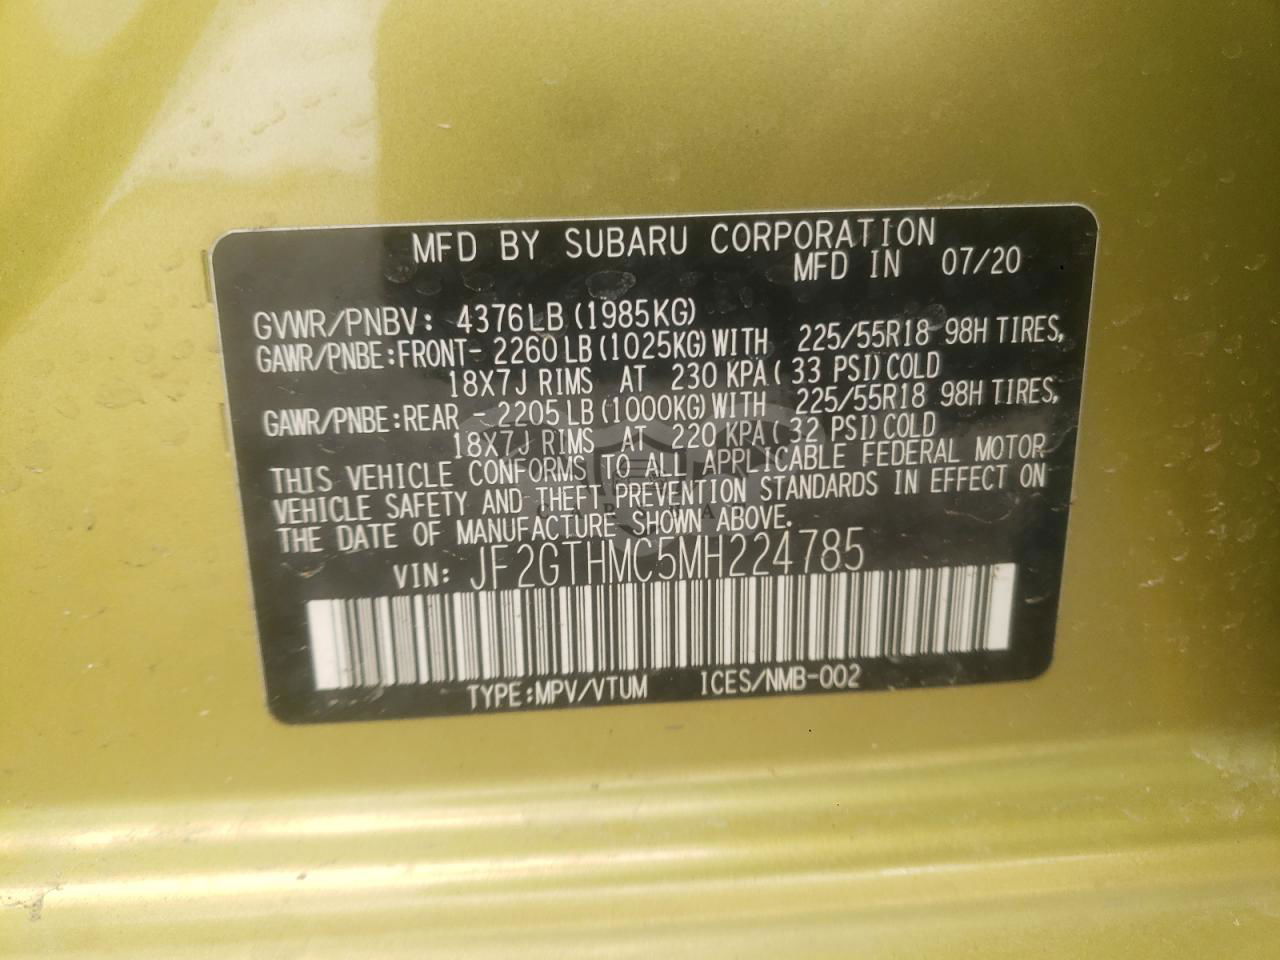 MFD BY SUBARU CORPORATION
MFD IN 07/20
GVWR/PNBV: 4376LB (1985KG)
GAWR/PNBE:FRONT- 2260LB (1025KG) WITH 225/55R18 98H TIRES,
18X7J RIMS AT 230 KPA ( 33 PSI) COLD
GAWR/PNBE:REAR - 2205LB (1000KG) WITH 225/55R18 98H TIRES,
18X7J RIMS AT 220 KPA ( 32 PSI) COLD
THIS VEHICLE CONFORMS TO ALL APPLICABLE FEDERAL MOTOR
VEHICLE SAFETY AND THEFT PREVENTION STANDARDS IN EFFECT ON
THE DATE OF MANUFACTURE SHOWN ABOVE.
VIN: JF2GTHMC5MH224785
TYPE:MPV/VTUM ICES/NMB-002